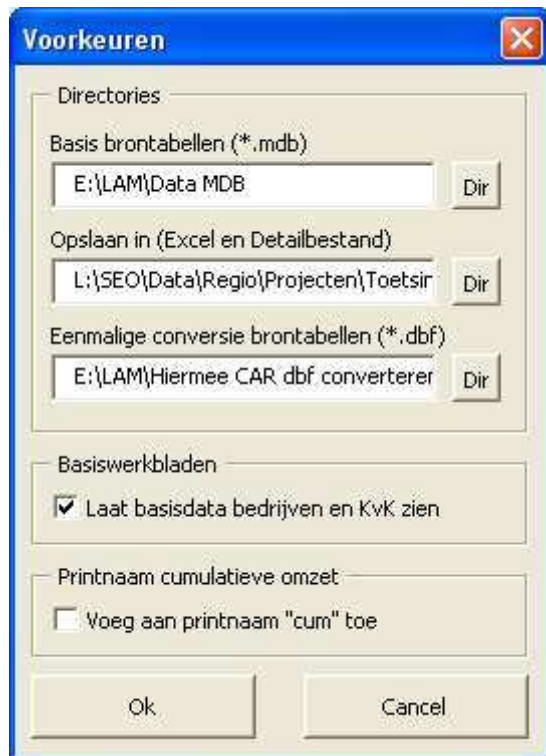 Voorkeuren
Directories
Basis brontabellen (*.mdb)
E:\LAM\Data MDB
Dir
Opslaan in (Excel en Detailbestand)
L:\SEO\Data\Regio\Projecten\Toetsin
Dir
Eenmalige conversie brontabellen (*.dbf)
E:\LAM\Hiermee CAR dbf converteren
Dir
Basiswerkbladen
Laat basisdata bedrijven en KvK zien
Printnaam cumulatieve omzet
Voeg aan printnaam "cum" toe
Ok
Cancel